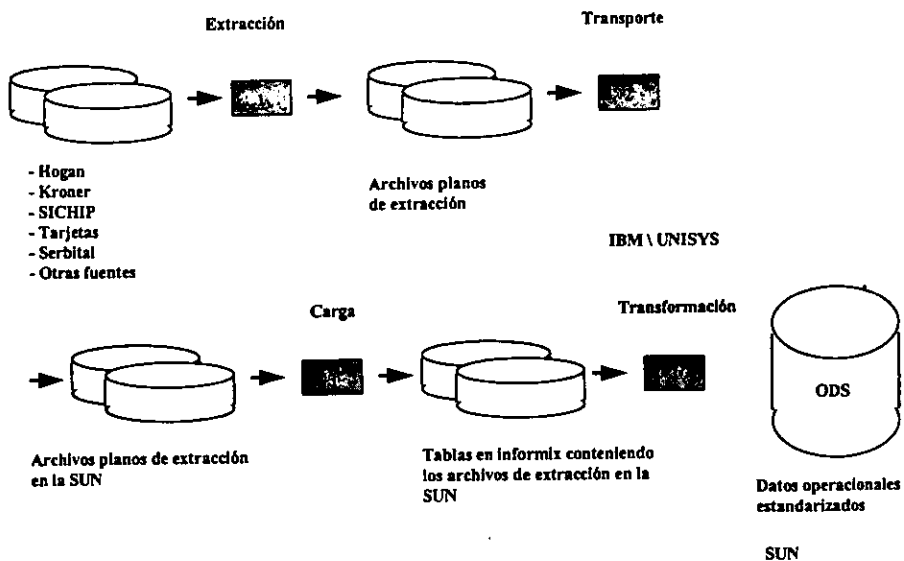 Extracción
Transporte
- Hogan
- Kroner
- SICHIP
- Tarjetas
- Serbital
- Otras fuentes
Archivos planos
de extracción
IBM \ UNISYS
Carga
Transformación
ODS
Archivos planos de extracción
en la SUN
Tablas en informix conteniendo
los archivos de extracción en la
SUN
Datos operacionales
estandarizados
SUN